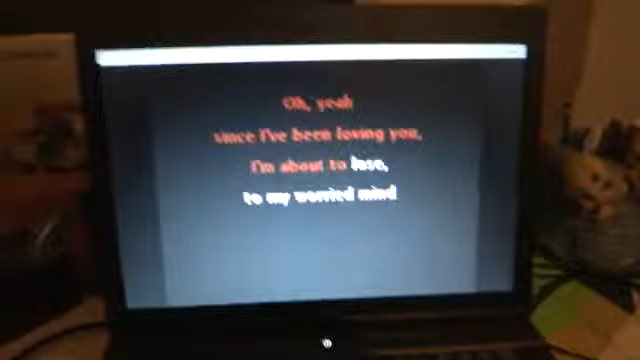 Oh, yeah
since I've been loving you,
I'm about to lose,
to my worried mind